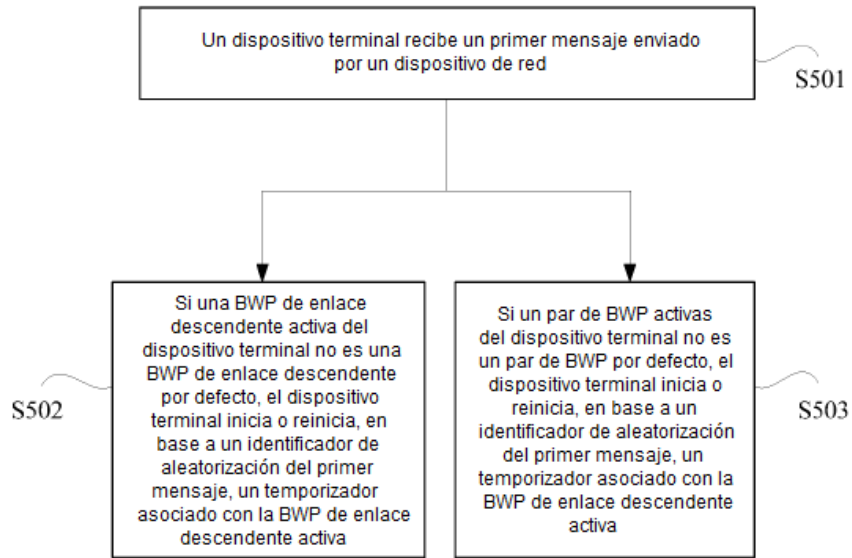 Un dispositivo terminal recibe un primer mensaje enviado
por un dispositivo de red
S501
Si una BWP de enlace
descendente activa del
dispositivo terminal no es una
BWP de enlace descendente
por defecto, el dispositivo
terminal inicia o reinicia, en
base a un identificador de
aleatorización del primer
mensaje, un temporizador
asociado con la BWP de enlace
descendente activa
S502
Si un par de BWP activas
del dispositivo terminal no es
un par de BWP por defecto, el
dispositivo terminal inicia o
reinicia, en base a un
identificador de aleatorización
del primer mensaje, un
temporizador asociado con la
BWP de enlace descendente
activa
S503